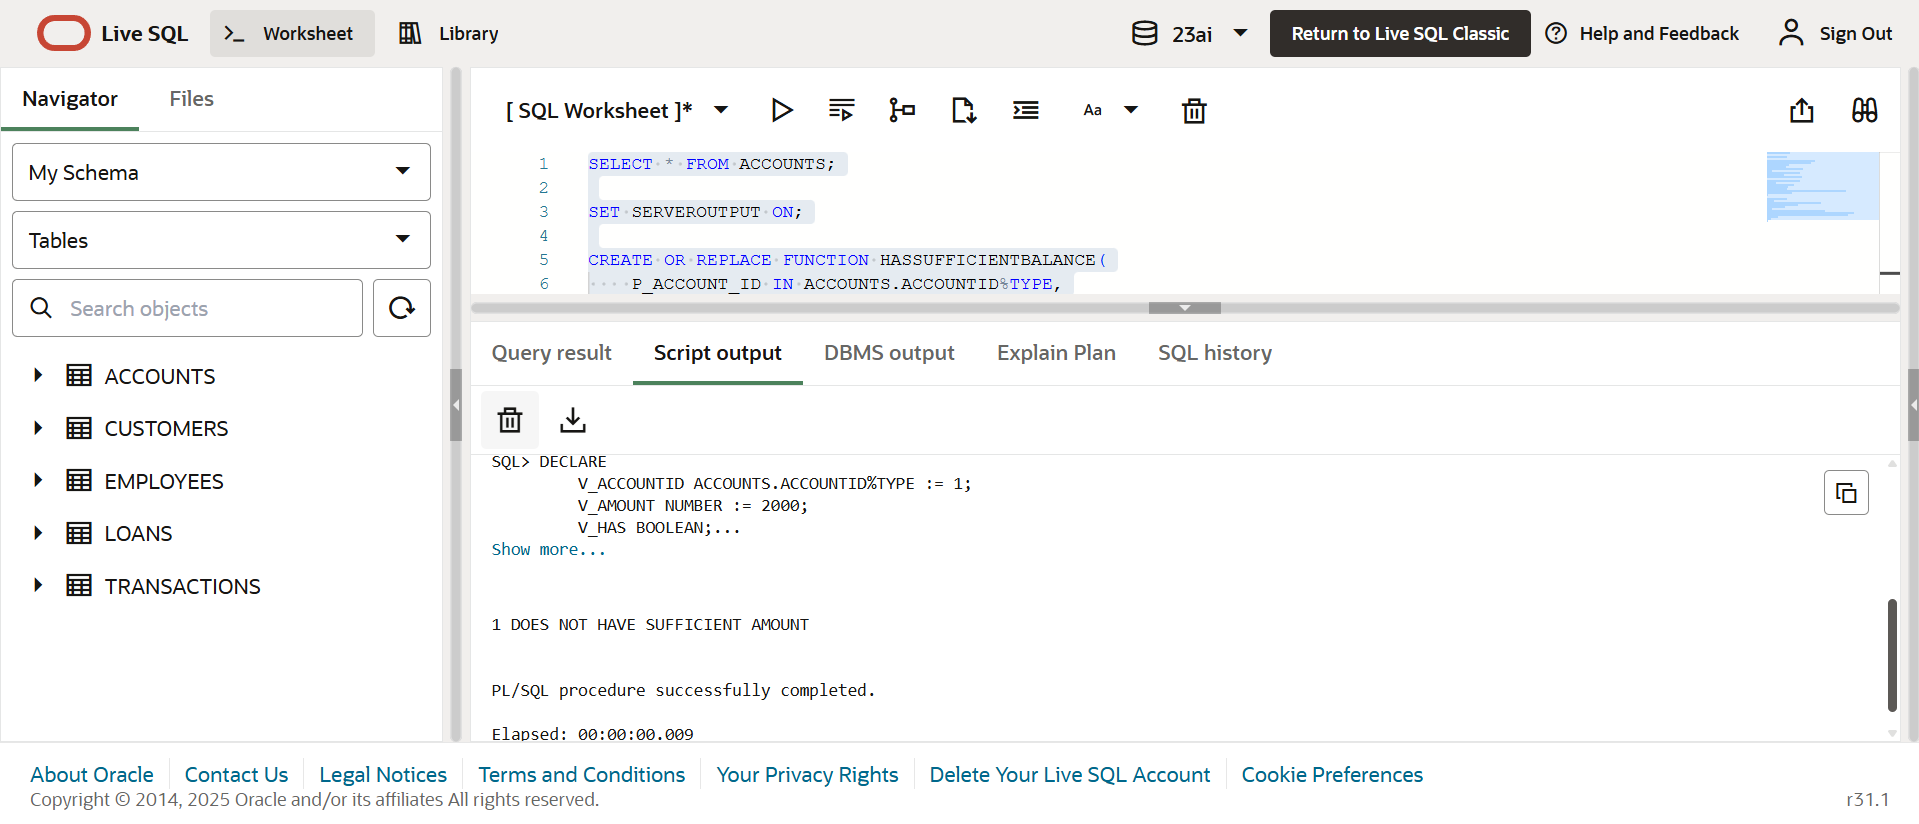 Live SQL
Worksheet
Library
23ai
Return to Live SQL Classic
Help and Feedback
Sign Out
Navigator
Files
My Schema
Tables
Search objects
ACCOUNTS
CUSTOMERS
EMPLOYEES
LOANS
TRANSACTIONS
[ SQL Worksheet ]*
Aa
1 SELECT * FROM ACCOUNTS;
2
3 SET SERVEROUTPUT ON;
4
5 CREATE OR REPLACE FUNCTION HASSUFFICIENTBALANCE(
6 P_ACCOUNT_ID IN ACCOUNTS.ACCOUNTID%TYPE,
Query result
Script output
DBMS output
Explain Plan
SQL history
SQL> DECLARE
V_ACCOUNTID ACCOUNTS.ACCOUNTID%TYPE := 1;
V_AMOUNT NUMBER := 2000;
V_HAS BOOLEAN;...
Show more...
1 DOES NOT HAVE SUFFICIENT AMOUNT
PL/SQL procedure successfully completed.
Elapsed: 00:00:00.009
About Oracle
Contact Us
Legal Notices
Terms and Conditions
Your Privacy Rights
Delete Your Live SQL Account
Cookie Preferences
Copyright © 2014, 2025 Oracle and/or its affiliates All rights reserved.
r31.1